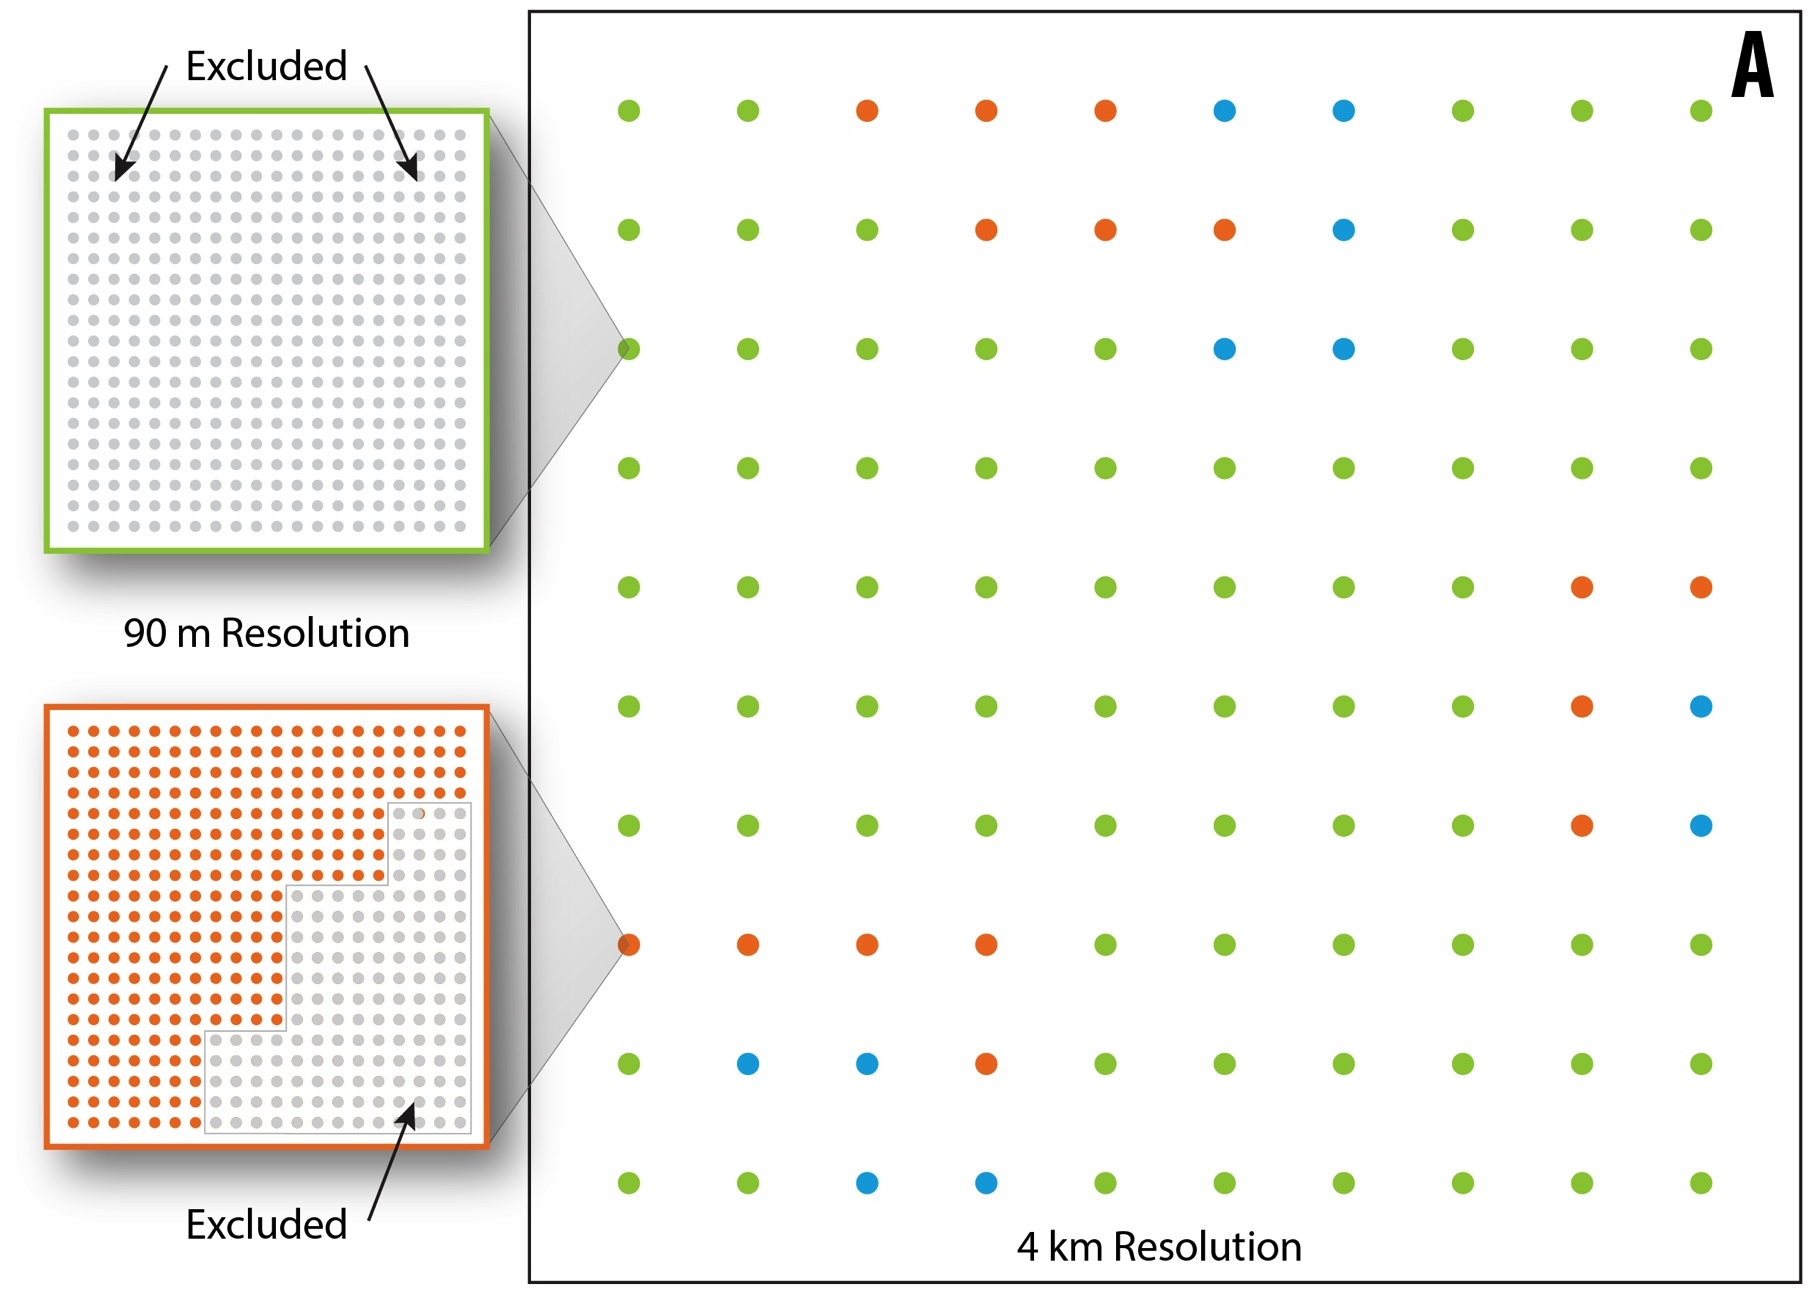 Excluded
A
90 m Resolution
Excluded
4 km Resolution